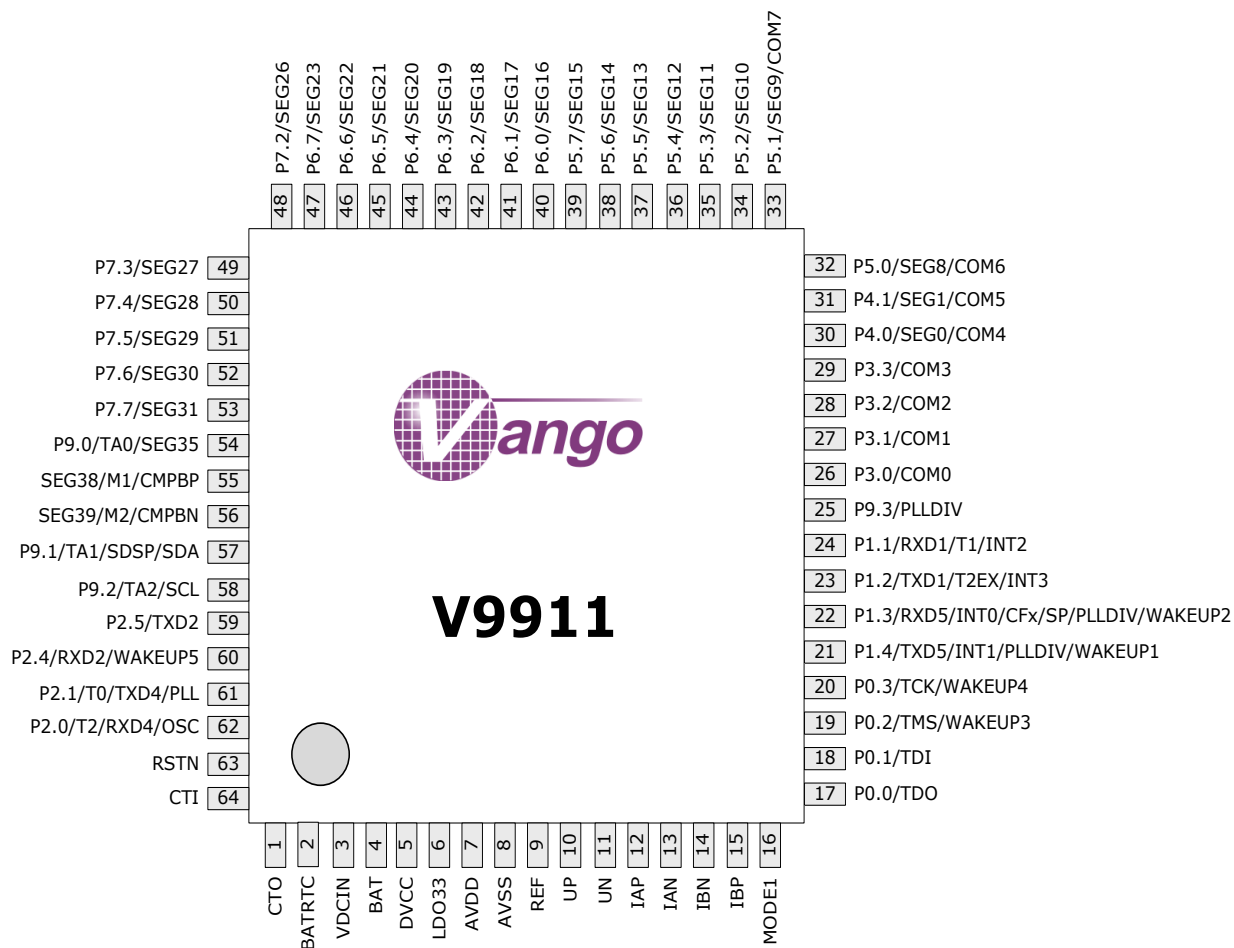 P7.2/SEG26
P6.7/SEG23
P6.6/SEG22
P6.5/SEG21
P6.4/SEG20
P6.3/SEG19
P6.2/SEG18
P6.1/SEG17
P6.0/SEG16
P5.7/SEG15
P5.6/SEG14
P5.5/SEG13
P5.4/SEG12
P5.3/SEG11
P5.2/SEG10
P5.1/SEG9/COM7
48
47
46
45
44
43
42
41
40
39
38
37
36
35
34
33
P7.3/SEG27 49
P7.4/SEG28 50
P7.5/SEG29 51
P7.6/SEG30 52
P7.7/SEG31 53
P9.0/TA0/SEG35 54
SEG38/M1/CMPBP 55
SEG39/M2/CMPBN 56
P9.1/TA1/SDSP/SDA 57
P9.2/TA2/SCL 58
P2.5/TXD2 59
P2.4/RXD2/WAKEUP5 60
P2.1/T0/TXD4/PLL 61
P2.0/T2/RXD4/OSC 62
RSTN 63
CTI 64
Vango
V9911
32 P5.0/SEG8/COM6
31 P4.1/SEG1/COM5
30 P4.0/SEG0/COM4
29 P3.3/COM3
28 P3.2/COM2
27 P3.1/COM1
26 P3.0/COM0
25 P9.3/PLLDIV
24 P1.1/RXD1/T1/INT2
23 P1.2/TXD1/T2EX/INT3
22 P1.3/RXD5/INT0/CFx/SP/PLLDIV/WAKEUP2
21 P1.4/TXD5/INT1/PLLDIV/WAKEUP1
20 P0.3/TCK/WAKEUP4
19 P0.2/TMS/WAKEUP3
18 P0.1/TDI
17 P0.0/TDO
1
2
3
4
5
6
7
8
9
10
11
12
13
14
15
16
CTO
BATRTC
VDCIN
BAT
DVCC
LDO33
AVDD
AVSS
REF
UP
UN
IAP
IAN
IBN
IBP
MODE1